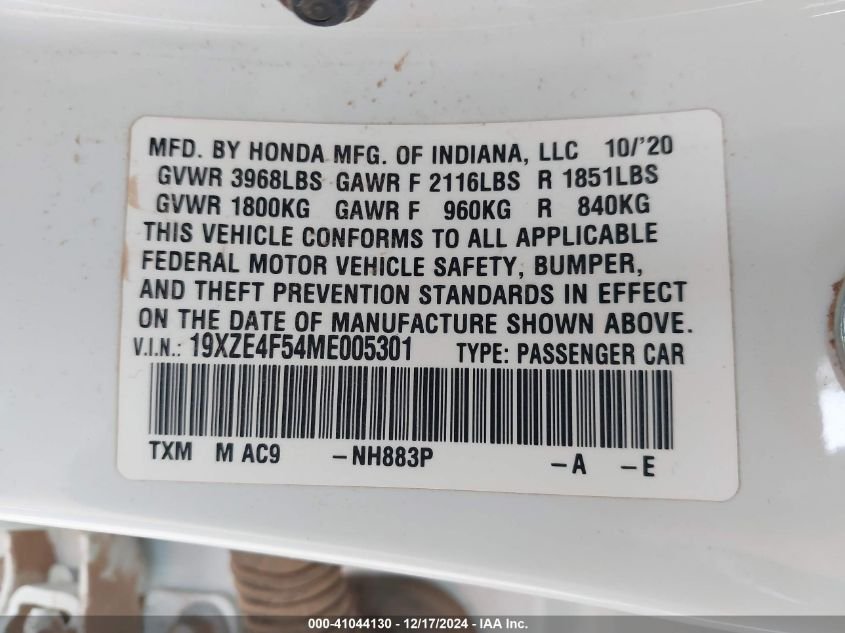 MFD. BY HONDA MFG. OF INDIANA, LLC 10/'20
GVWR 3968LBS GAWR F 2116LBS R 1851LBS
GVWR 1800KG GAWR F 960KG R 840KG
THIS VEHICLE CONFORMS TO ALL APPLICABLE
FEDERAL MOTOR VEHICLE SAFETY, BUMPER,
AND THEFT PREVENTION STANDARDS IN EFFECT
ON THE DATE OF MANUFACTURE SHOWN ABOVE.
V.I.N.: 19XZE4F54ME005301 TYPE: PASSENGER CAR
TXM M AC9 -NH883P -A -E
000-41044130 - 12/17/2024 - IAA Inc.